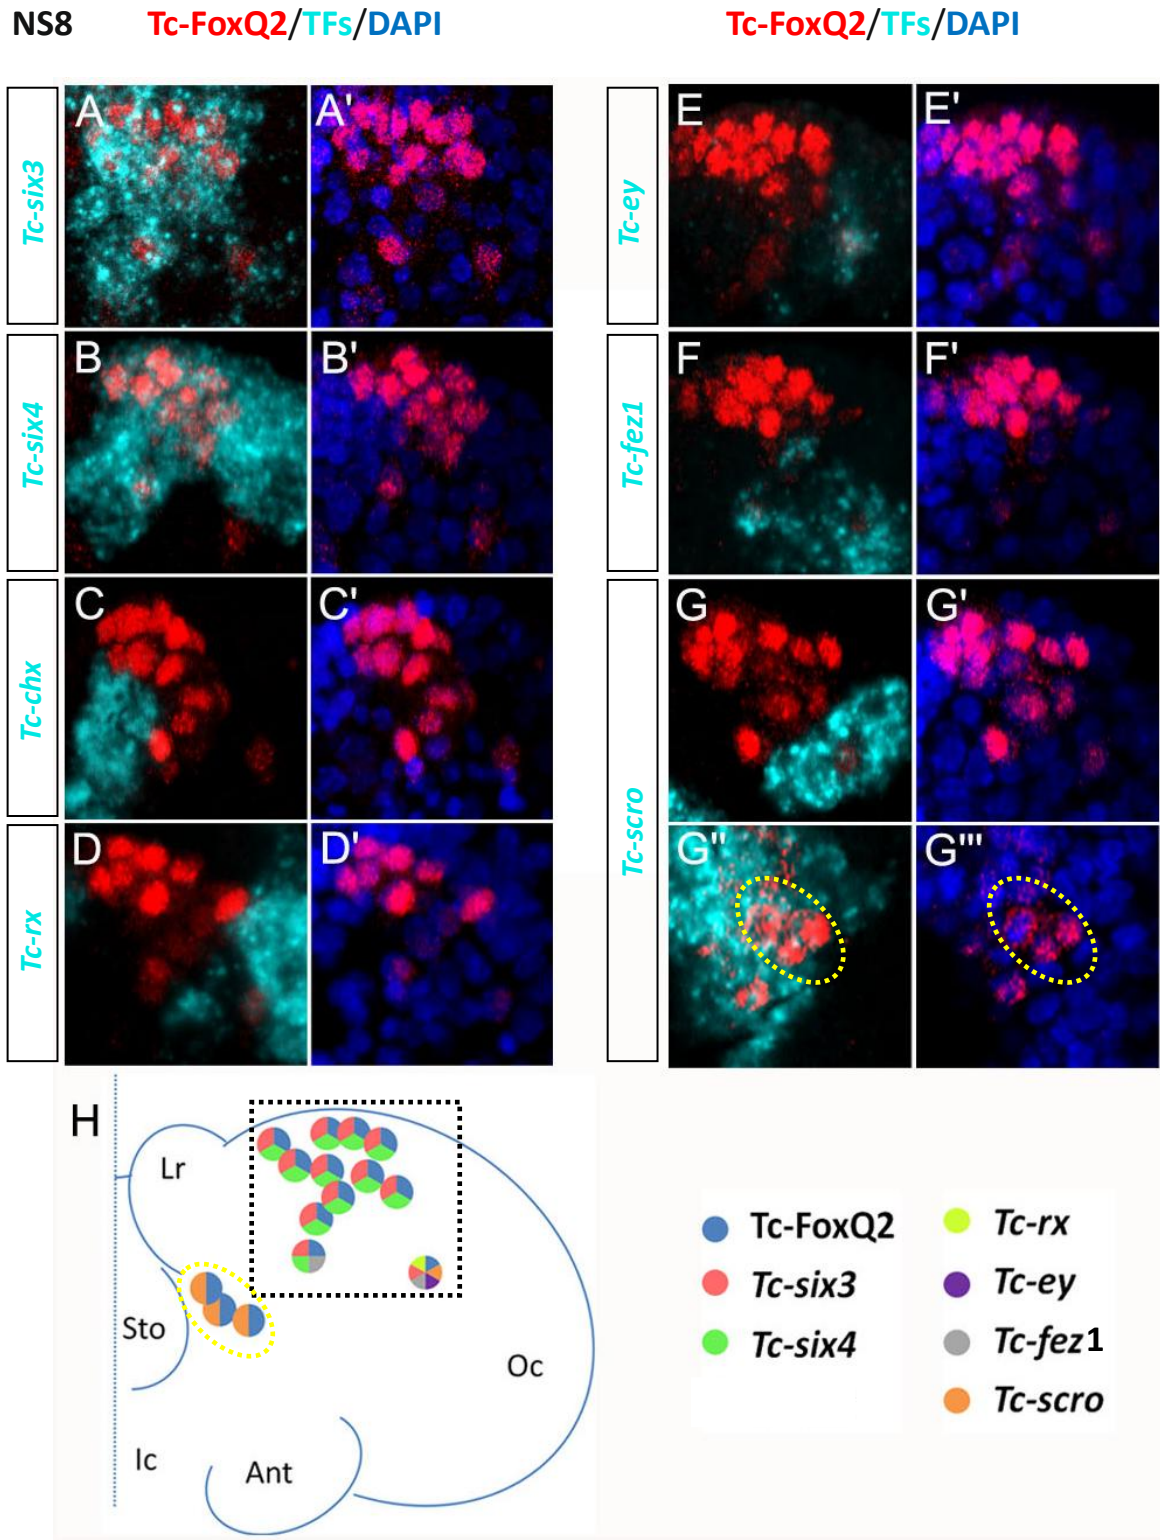 NS8 Tc-FoxQ2/TFs/DAPI Tc-FoxQ2/TFs/DAPI
Tc-six3
A A'
Tc-ey
E E'
Tc-six4
B B'
Tc-fez1
F F'
Tc-chx
C C'
Tc-scro
G G'
Tc-rx
D D'
G" G"'
H
Lr
Sto
Ic
Ant
Oc
Tc-FoxQ2
Tc-six3
Tc-six4
Tc-rx
Tc-ey
Tc-fez1
Tc-scro